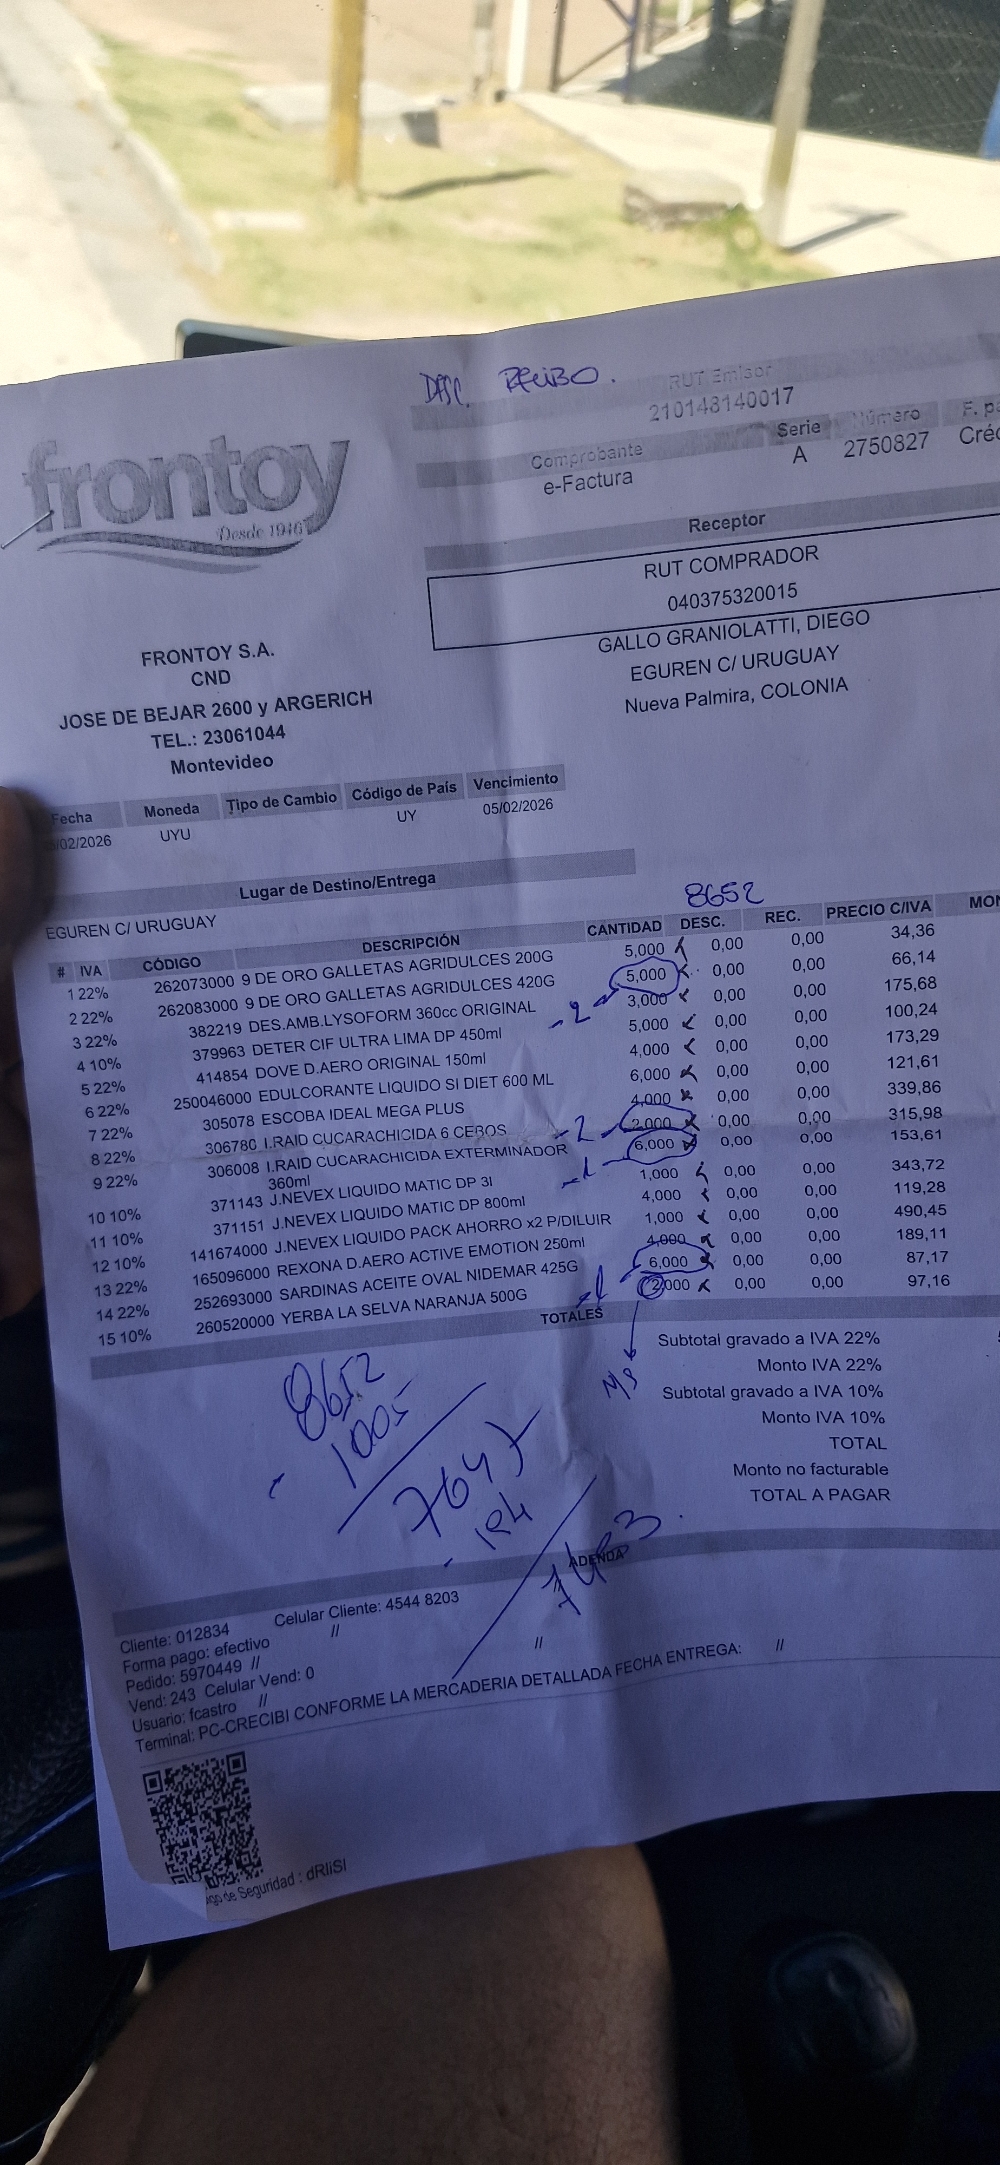 DESC. RECIBO.
RUT Emisor
210148140017
Comprobante Serie Número
e-Factura A 2750827
frontoy
Desde 1946
Receptor
RUT COMPRADOR
040375320015
GALLO GRANIOLATTI, DIEGO
EGUREN C/ URUGUAY
Nueva Palmira, COLONIA
FRONTOY S.A.
CND
JOSE DE BEJAR 2600 y ARGERICH
TEL.: 23061044
Montevideo
Fecha Moneda Tipo de Cambio Código de País Vencimiento
/02/2026 UYU UY 05/02/2026
Lugar de Destino/Entrega
EGUREN C/ URUGUAY
8652
# IVA CÓDIGO DESCRIPCIÓN CANTIDAD DESC. REC. PRECIO C/IVA
1 22% 262073000 9 DE ORO GALLETAS AGRIDULCES 200G 5,000 0,00 0,00 34,36
2 22% 262083000 9 DE ORO GALLETAS AGRIDULCES 420G 5,000 0,00 0,00 66,14
3 22% 382219 DES.AMB.LYSOFORM 360cc ORIGINAL -2 3,000 0,00 0,00 175,68
4 10% 379963 DETER CIF ULTRA LIMA DP 450ml 5,000 0,00 0,00 100,24
5 22% 414854 DOVE D.AERO ORIGINAL 150ml 4,000 0,00 0,00 173,29
6 22% 250046000 EDULCORANTE LIQUIDO SI DIET 600 ML 6,000 0,00 0,00 121,61
7 22% 305078 ESCOBA IDEAL MEGA PLUS 4,000 0,00 0,00 339,86
8 22% 306780 I.RAID CUCARACHICIDA 6 CEBOS -2 2,000 0,00 0,00 315,98
9 22% 306008 I.RAID CUCARACHICIDA EXTERMINADOR 6,000 0,00 0,00 153,61
360ml
10 10% 371143 J.NEVEX LIQUIDO MATIC DP 3l 1,000 0,00 0,00 343,72
11 10% 371151 J.NEVEX LIQUIDO MATIC DP 800ml 4,000 0,00 0,00 119,28
12 10% 141674000 J.NEVEX LIQUIDO PACK AHORRO x2 P/DILUIR 1,000 0,00 0,00 490,45
13 22% 165096000 REXONA D.AERO ACTIVE EMOTION 250ml 4,000 0,00 0,00 189,11
14 22% 252693000 SARDINAS ACEITE OVAL NIDEMAR 425G 6,000 0,00 0,00 87,17
15 10% 260520000 YERBA LA SELVA NARANJA 500G 2,000 0,00 0,00 97,16
TOTALES
Subtotal gravado a IVA 22%
Monto IVA 22%
Subtotal gravado a IVA 10%
Monto IVA 10%
TOTAL
Monto no facturable
TOTAL A PAGAR
8652
- 1005
7647
- 194
ADENDA
Cliente: 012834 Celular Cliente: 4544 8203
Forma pago: efectivo //
Pedido: 5970449 //
Vend: 243 Celular Vend: 0 //
Usuario: fcastro //
Terminal: PC-CRECIBI CONFORME LA MERCADERIA DETALLADA FECHA ENTREGA: //
de Seguridad : dRIiSI